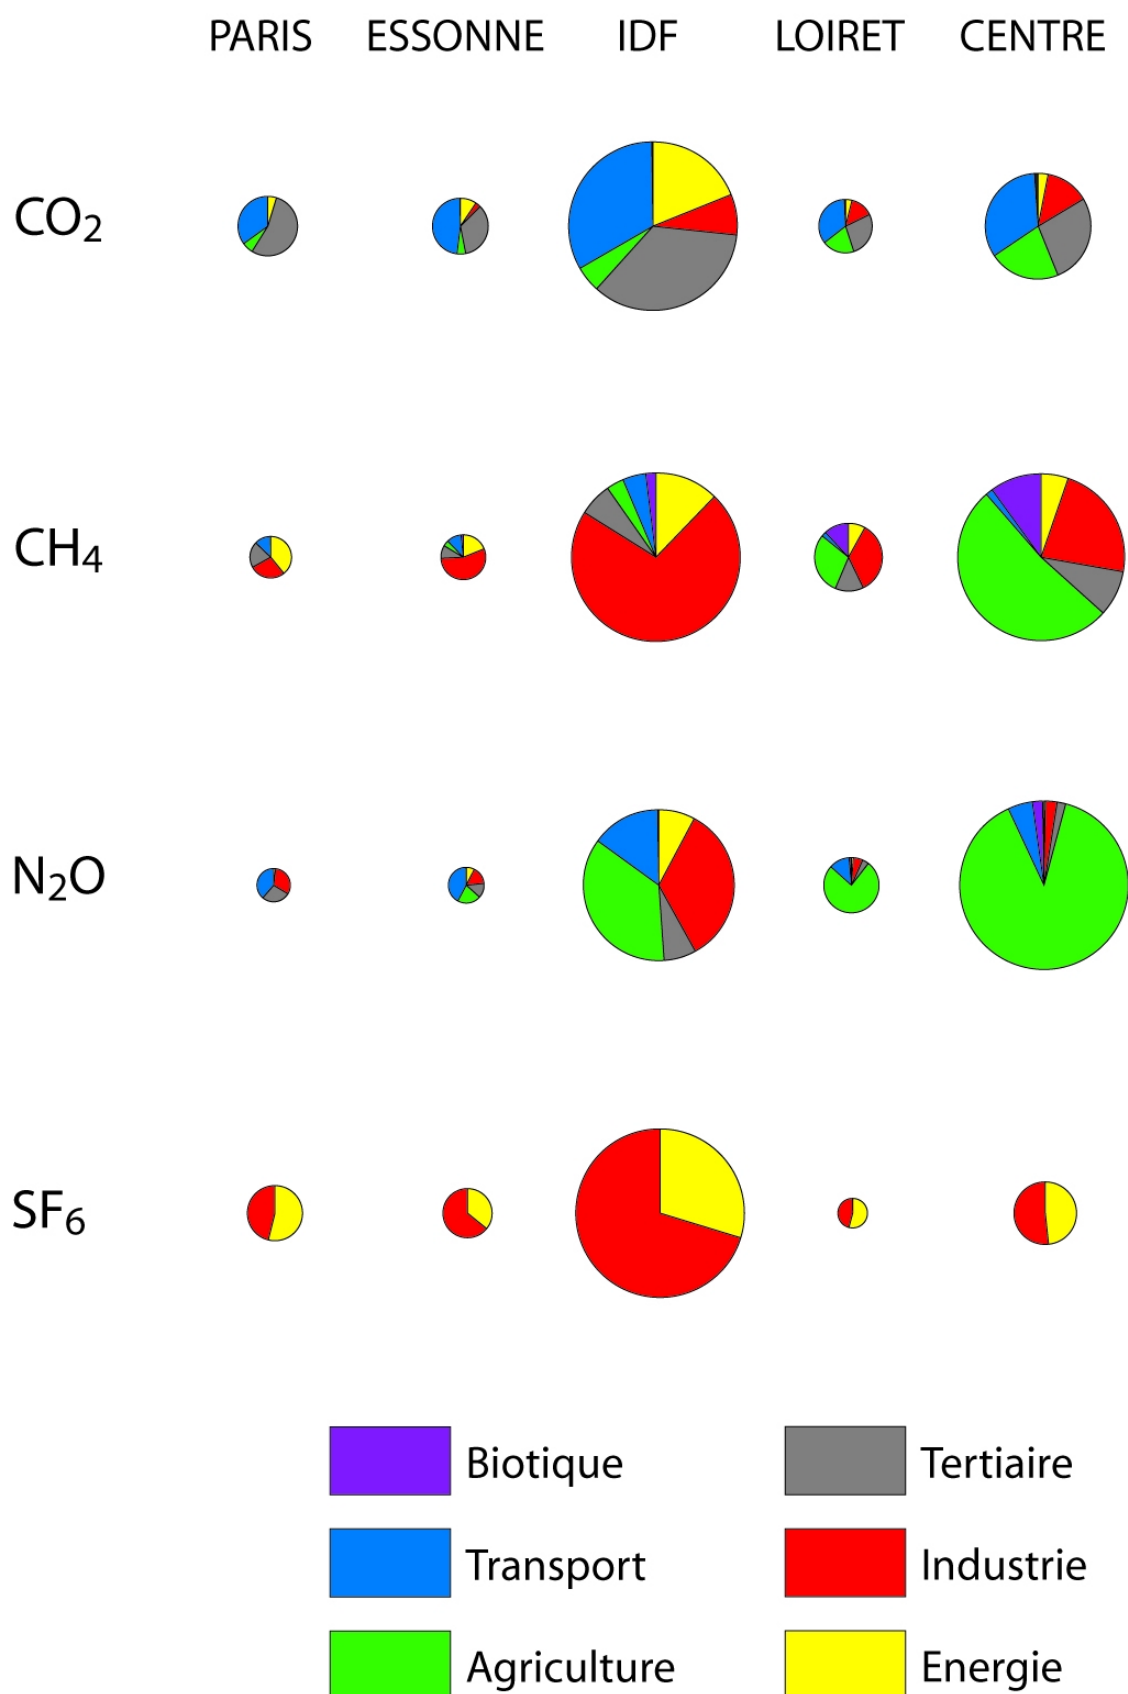 PARIS ESSONNE IDF LOIRET CENTRE
CO2
CH4
N2O
SF6
Biotique Tertiaire
Transport Industrie
Agriculture Energie